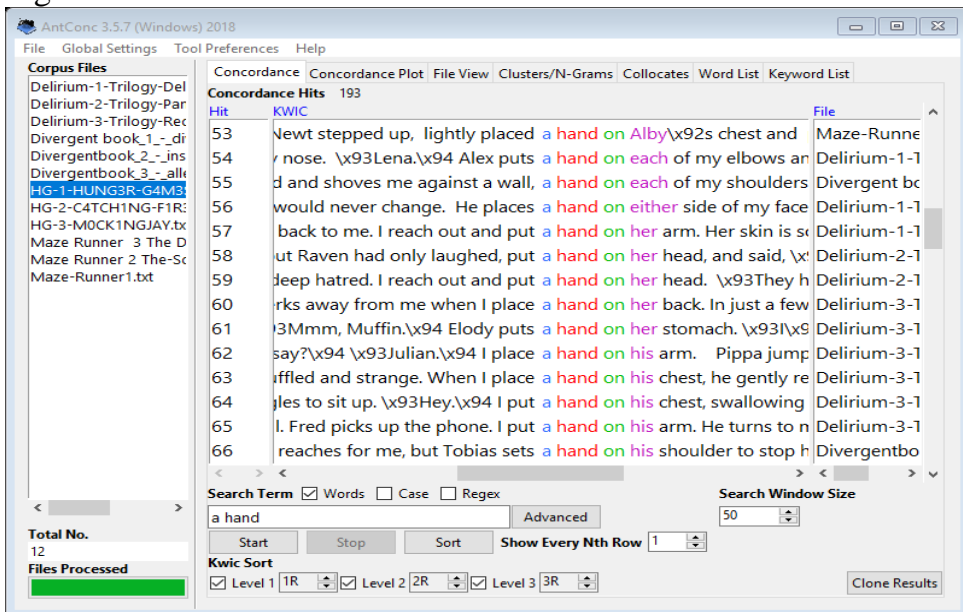 AntConc 3.5.7 (Windows) 2018
File Global Settings Tool Preferences Help
Corpus Files
Delirium-1-Trilogy-Del
Delirium-2-Trilogy-Par
Delirium-3-Trilogy-Rec
Divergent book_1_-_di
Divergentbook_2_-_ins
Divergentbook_3_-_alle
HG-1-HUNG3R-G4M3S
HG-2-C4TCH1NG-F1R3
HG-3-M0CK1NGJAY.tx
Maze Runner 3 The D
Maze Runner 2 The-Sc
Maze-Runner1.txt
Total No.
12
Files Processed
Concordance Concordance Plot File View Clusters/N-Grams Collocates Word List Keyword List
Concordance Hits 193
Hit KWIC File
53 Newt stepped up, lightly placed a hand on Alby\x92s chest and Maze-Runne
54 nose. \x93Lena.\x94 Alex puts a hand on each of my elbows an Delirium-1-T
55 d and shoves me against a wall, a hand on each of my shoulders Divergent bo
56 would never change. He places a hand on either side of my face Delirium-1-T
57 back to me. I reach out and put a hand on her arm. Her skin is so Delirium-1-T
58 ut Raven had only laughed, put a hand on her head, and said, \x Delirium-2-T
59 deep hatred. I reach out and put a hand on her head. \x93They h Delirium-2-T
60 rks away from me when I place a hand on her back. In just a few Delirium-3-T
61 3Mmm, Muffin.\x94 Elody puts a hand on her stomach. \x93I\x9 Delirium-3-T
62 say?\x94 \x93Julian.\x94 I place a hand on his arm. Pippa jump Delirium-3-T
63 uffled and strange. When I place a hand on his chest, he gently re Delirium-3-T
64 gles to sit up. \x93Hey.\x94 I put a hand on his chest, swallowing Delirium-3-T
65 l. Fred picks up the phone. I put a hand on his arm. He turns to m Delirium-3-T
66 reaches for me, but Tobias sets a hand on his shoulder to stop h Divergentbo
Search Term Words Case Regex Search Window Size
a hand Advanced 50
Start Stop Sort Show Every Nth Row 1
Kwic Sort
Level 1 1R Level 2 2R Level 3 3R Clone Results